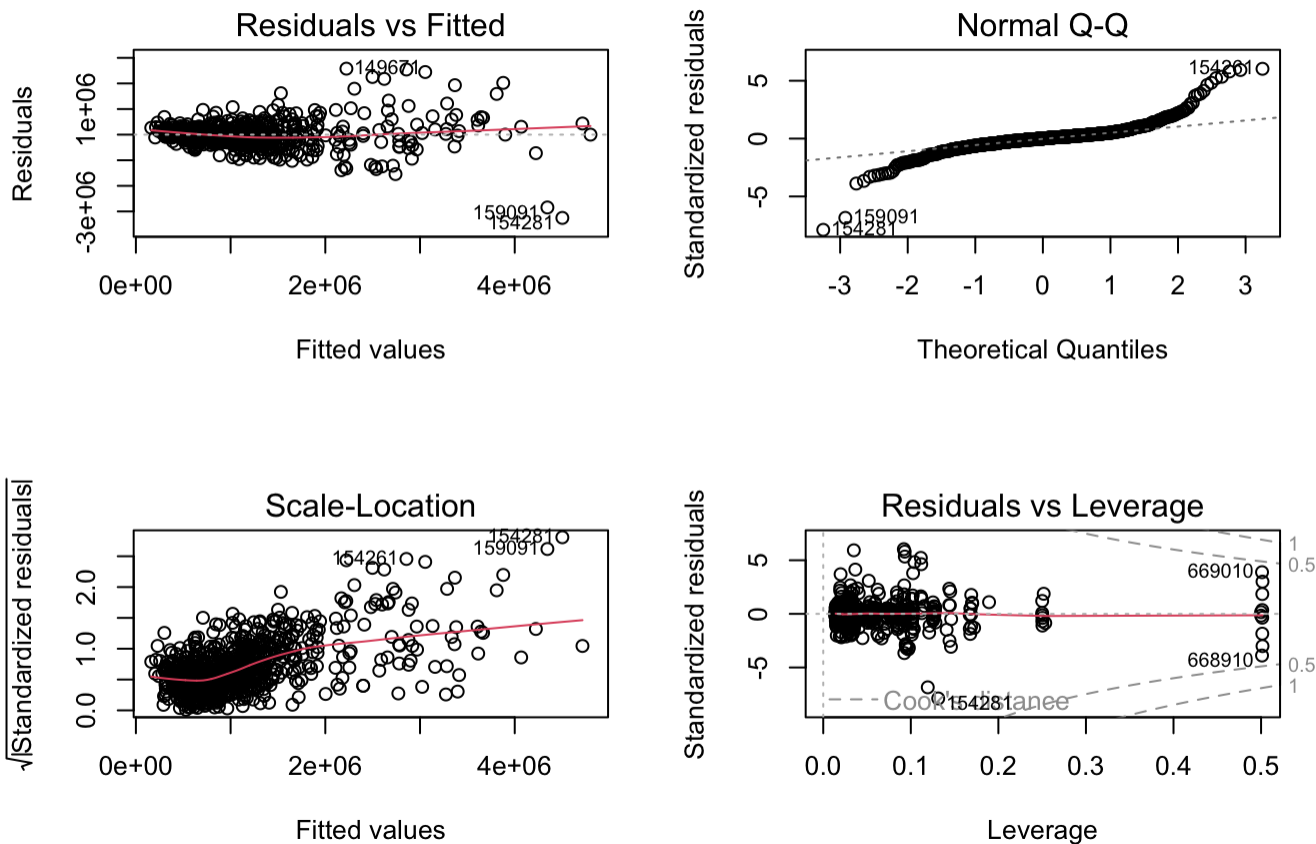 Residuals vs Fitted
Residuals
1e+06
-3e+06
149671
159091
154281
0e+00 2e+06 4e+06
Fitted values
Normal Q-Q
Standardized residuals
5
0
-5
154261
159091
154281
-3 -2 -1 0 1 2 3
Theoretical Quantiles
Scale-Location
√|Standardized residuals|
2.0
1.0
0.0
154281
159091
154261
0e+00 2e+06 4e+06
Fitted values
Residuals vs Leverage
Standardized residuals
5
0
-5
1
0.5
669010
668910
0.5
1
Cook's distance
154281
0.0 0.1 0.2 0.3 0.4 0.5
Leverage